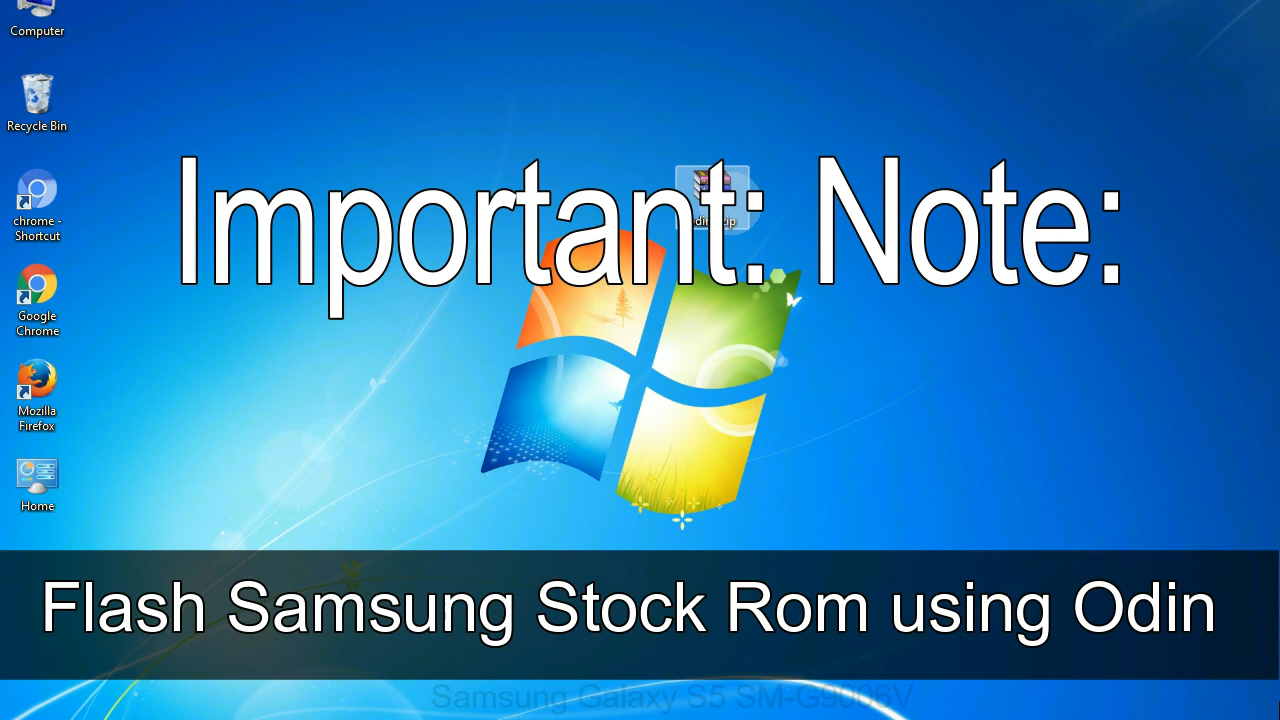 Computer
Recycle Bin
chrome -
Shortcut
Google
Chrome
Mozilla
Firefox
Home
Important: Note:
Flash Samsung Stock Rom using Odin
Samsung Galaxy S5 SM-G9006V